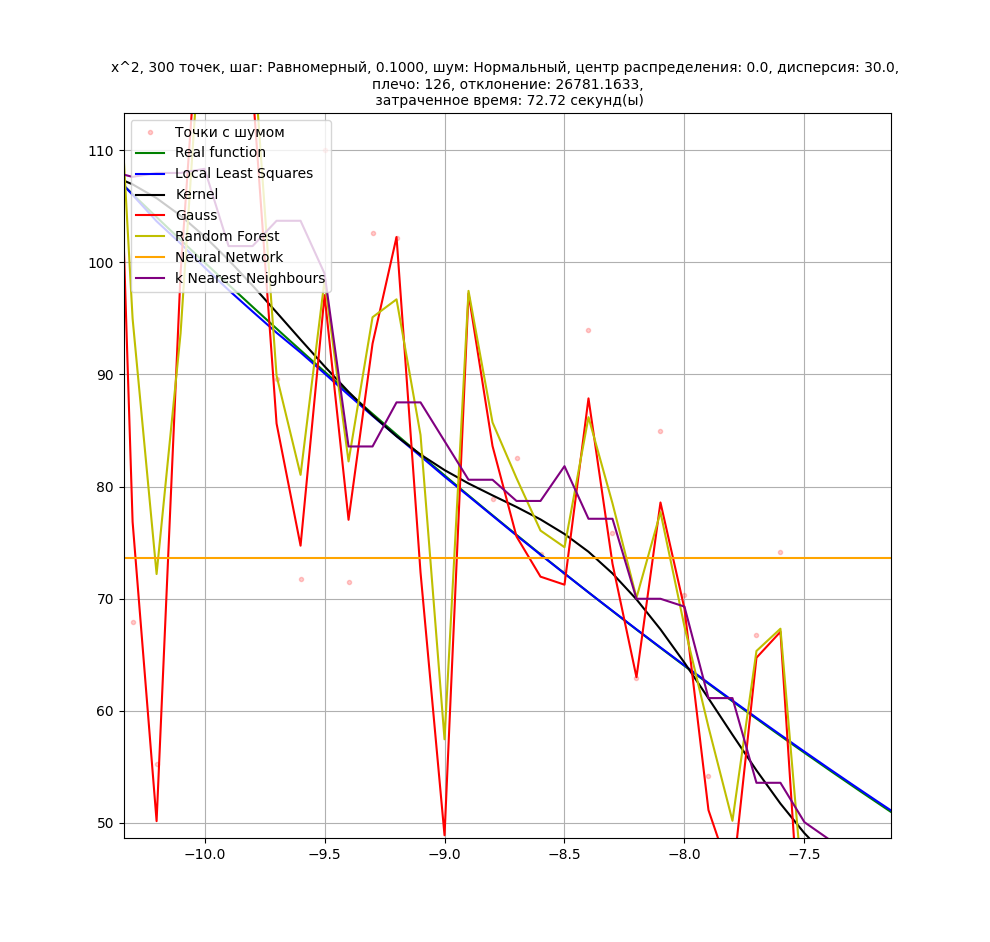 x^2, 300 точек, шаг: Равномерный, 0.1000, шум: Нормальный, центр распределения: 0.0, дисперсия: 30.0,
плечо: 126, отклонение: 26781.1633,
затраченное время: 72.72 секунд(ы)
Точки с шумом
Real function
Local Least Squares
Kernel
Gauss
Random Forest
Neural Network
k Nearest Neighbours
110
100
90
80
70
60
50
−10.0
−9.5
−9.0
−8.5
−8.0
−7.5